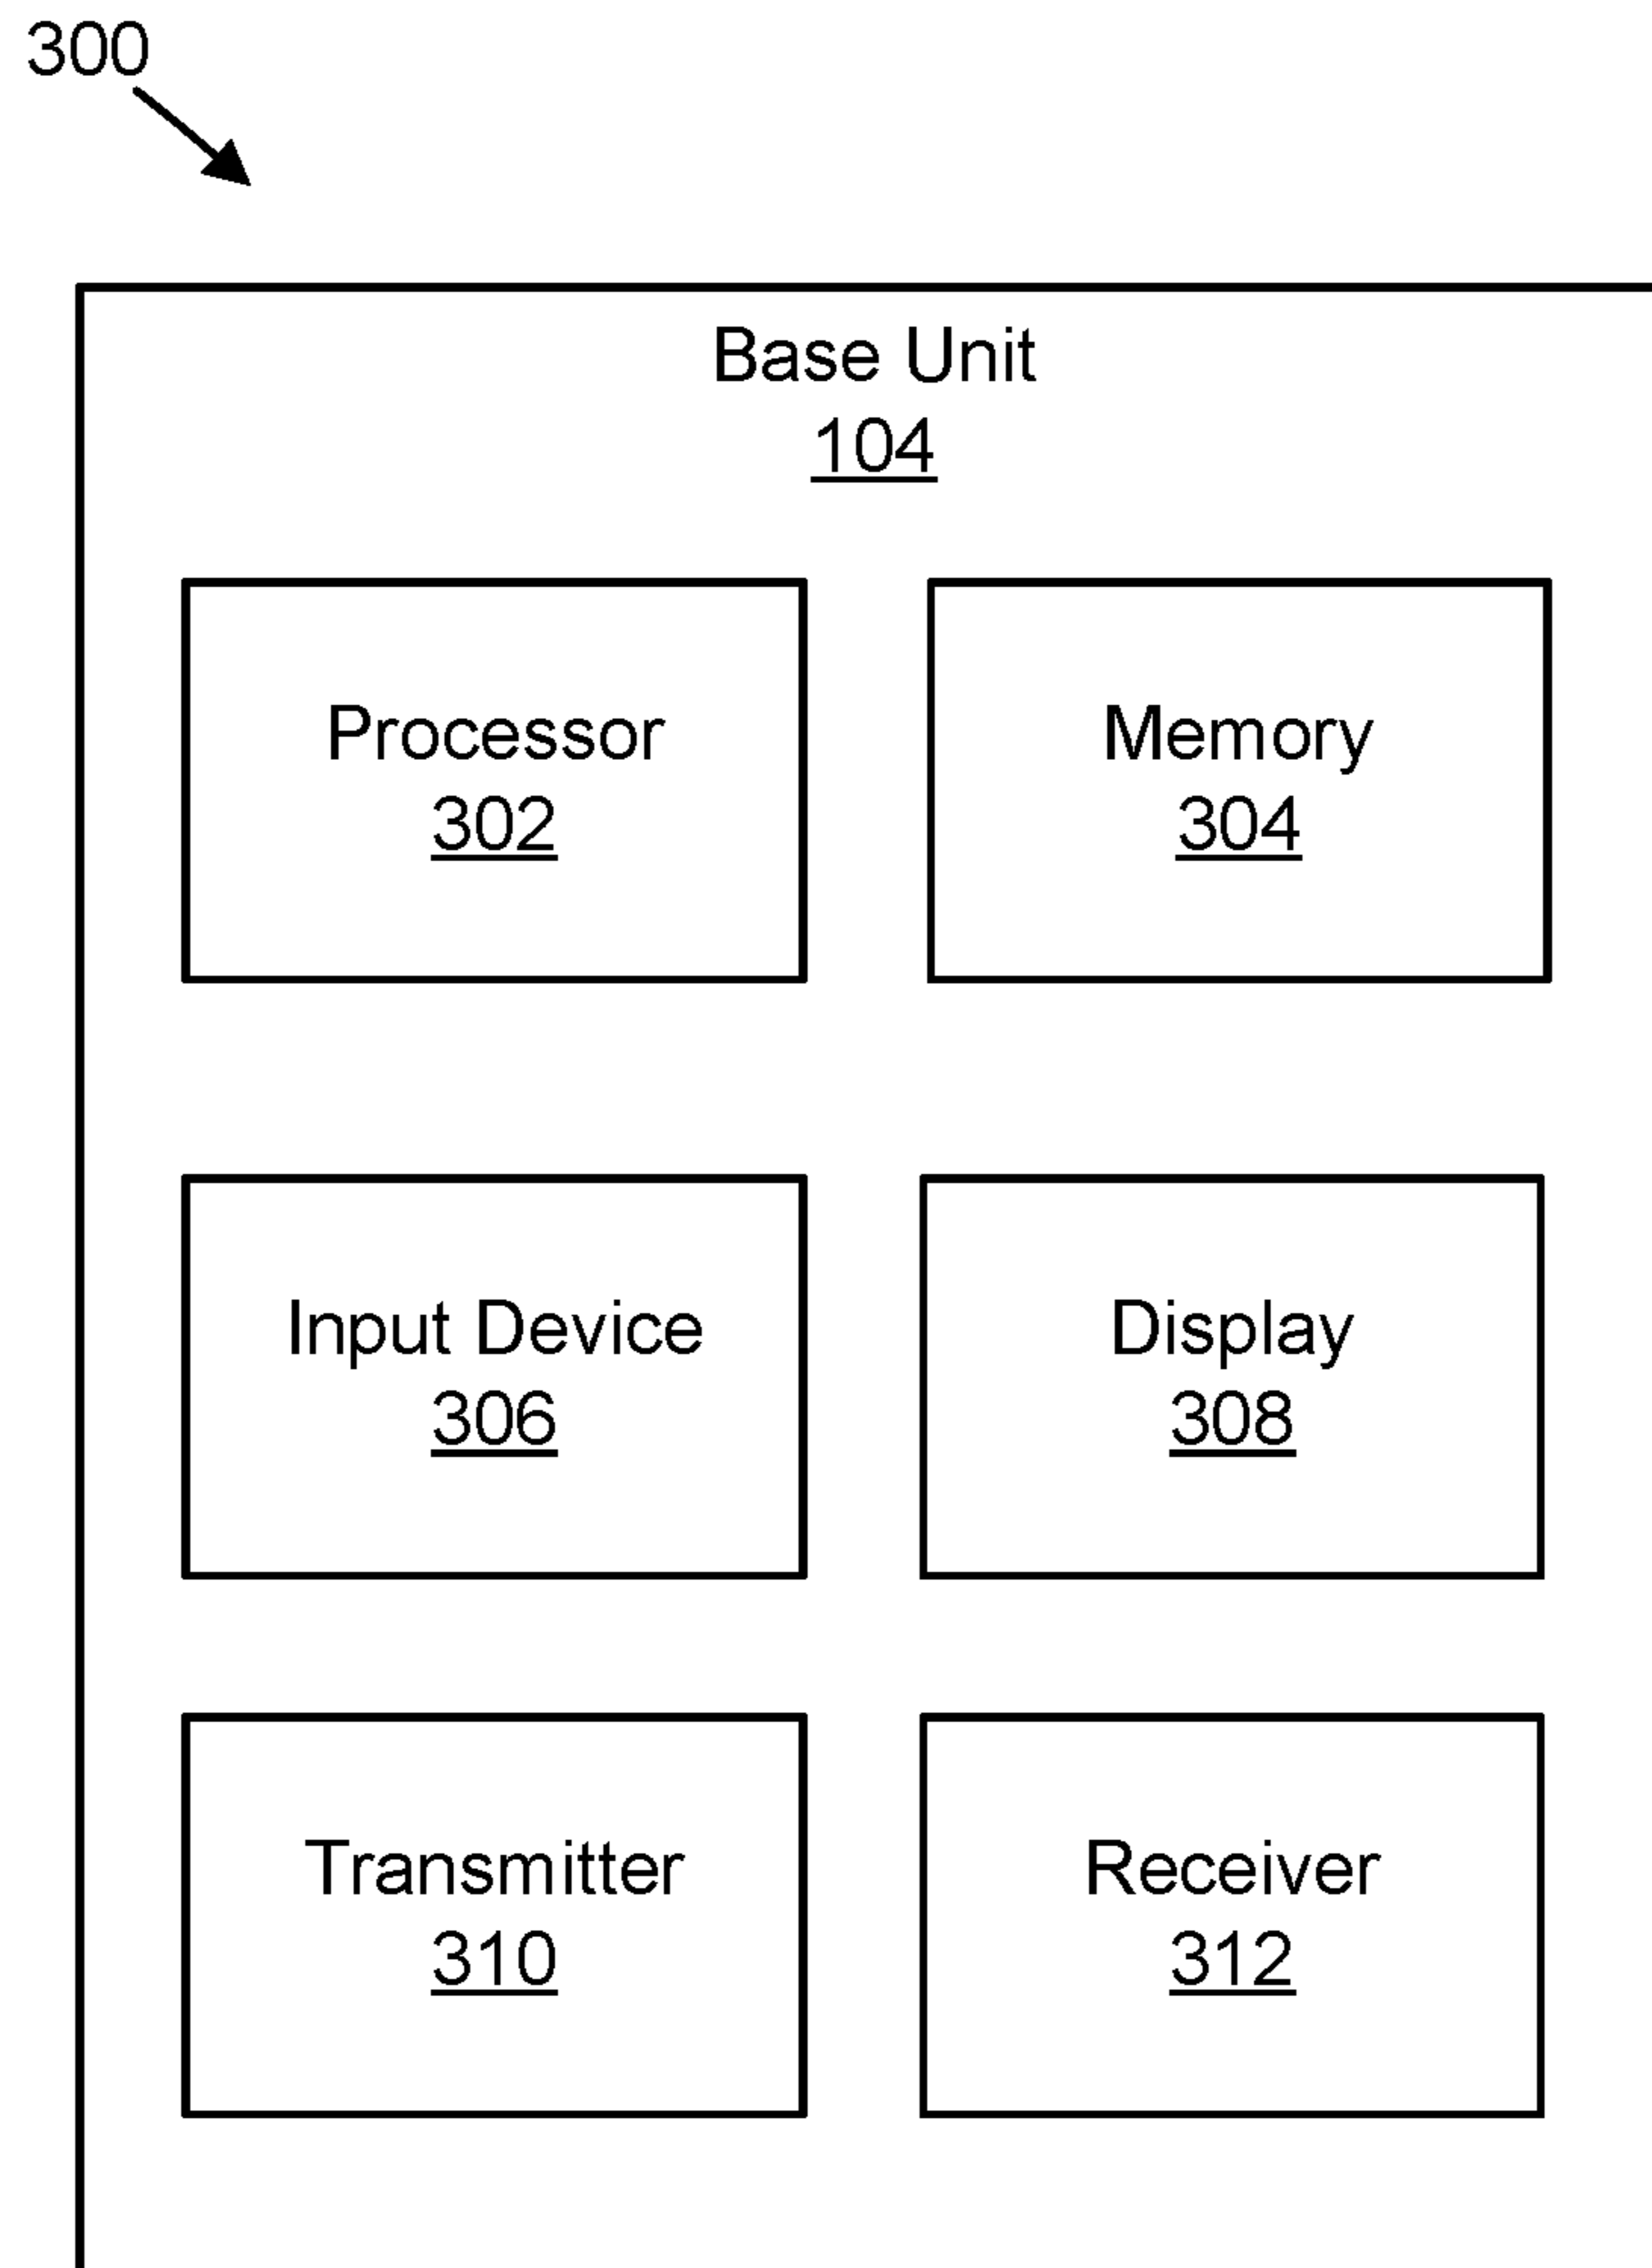 300
Base Unit
104
Processor
302
Memory
304
Input Device
306
Display
308
Transmitter
310
Receiver
312